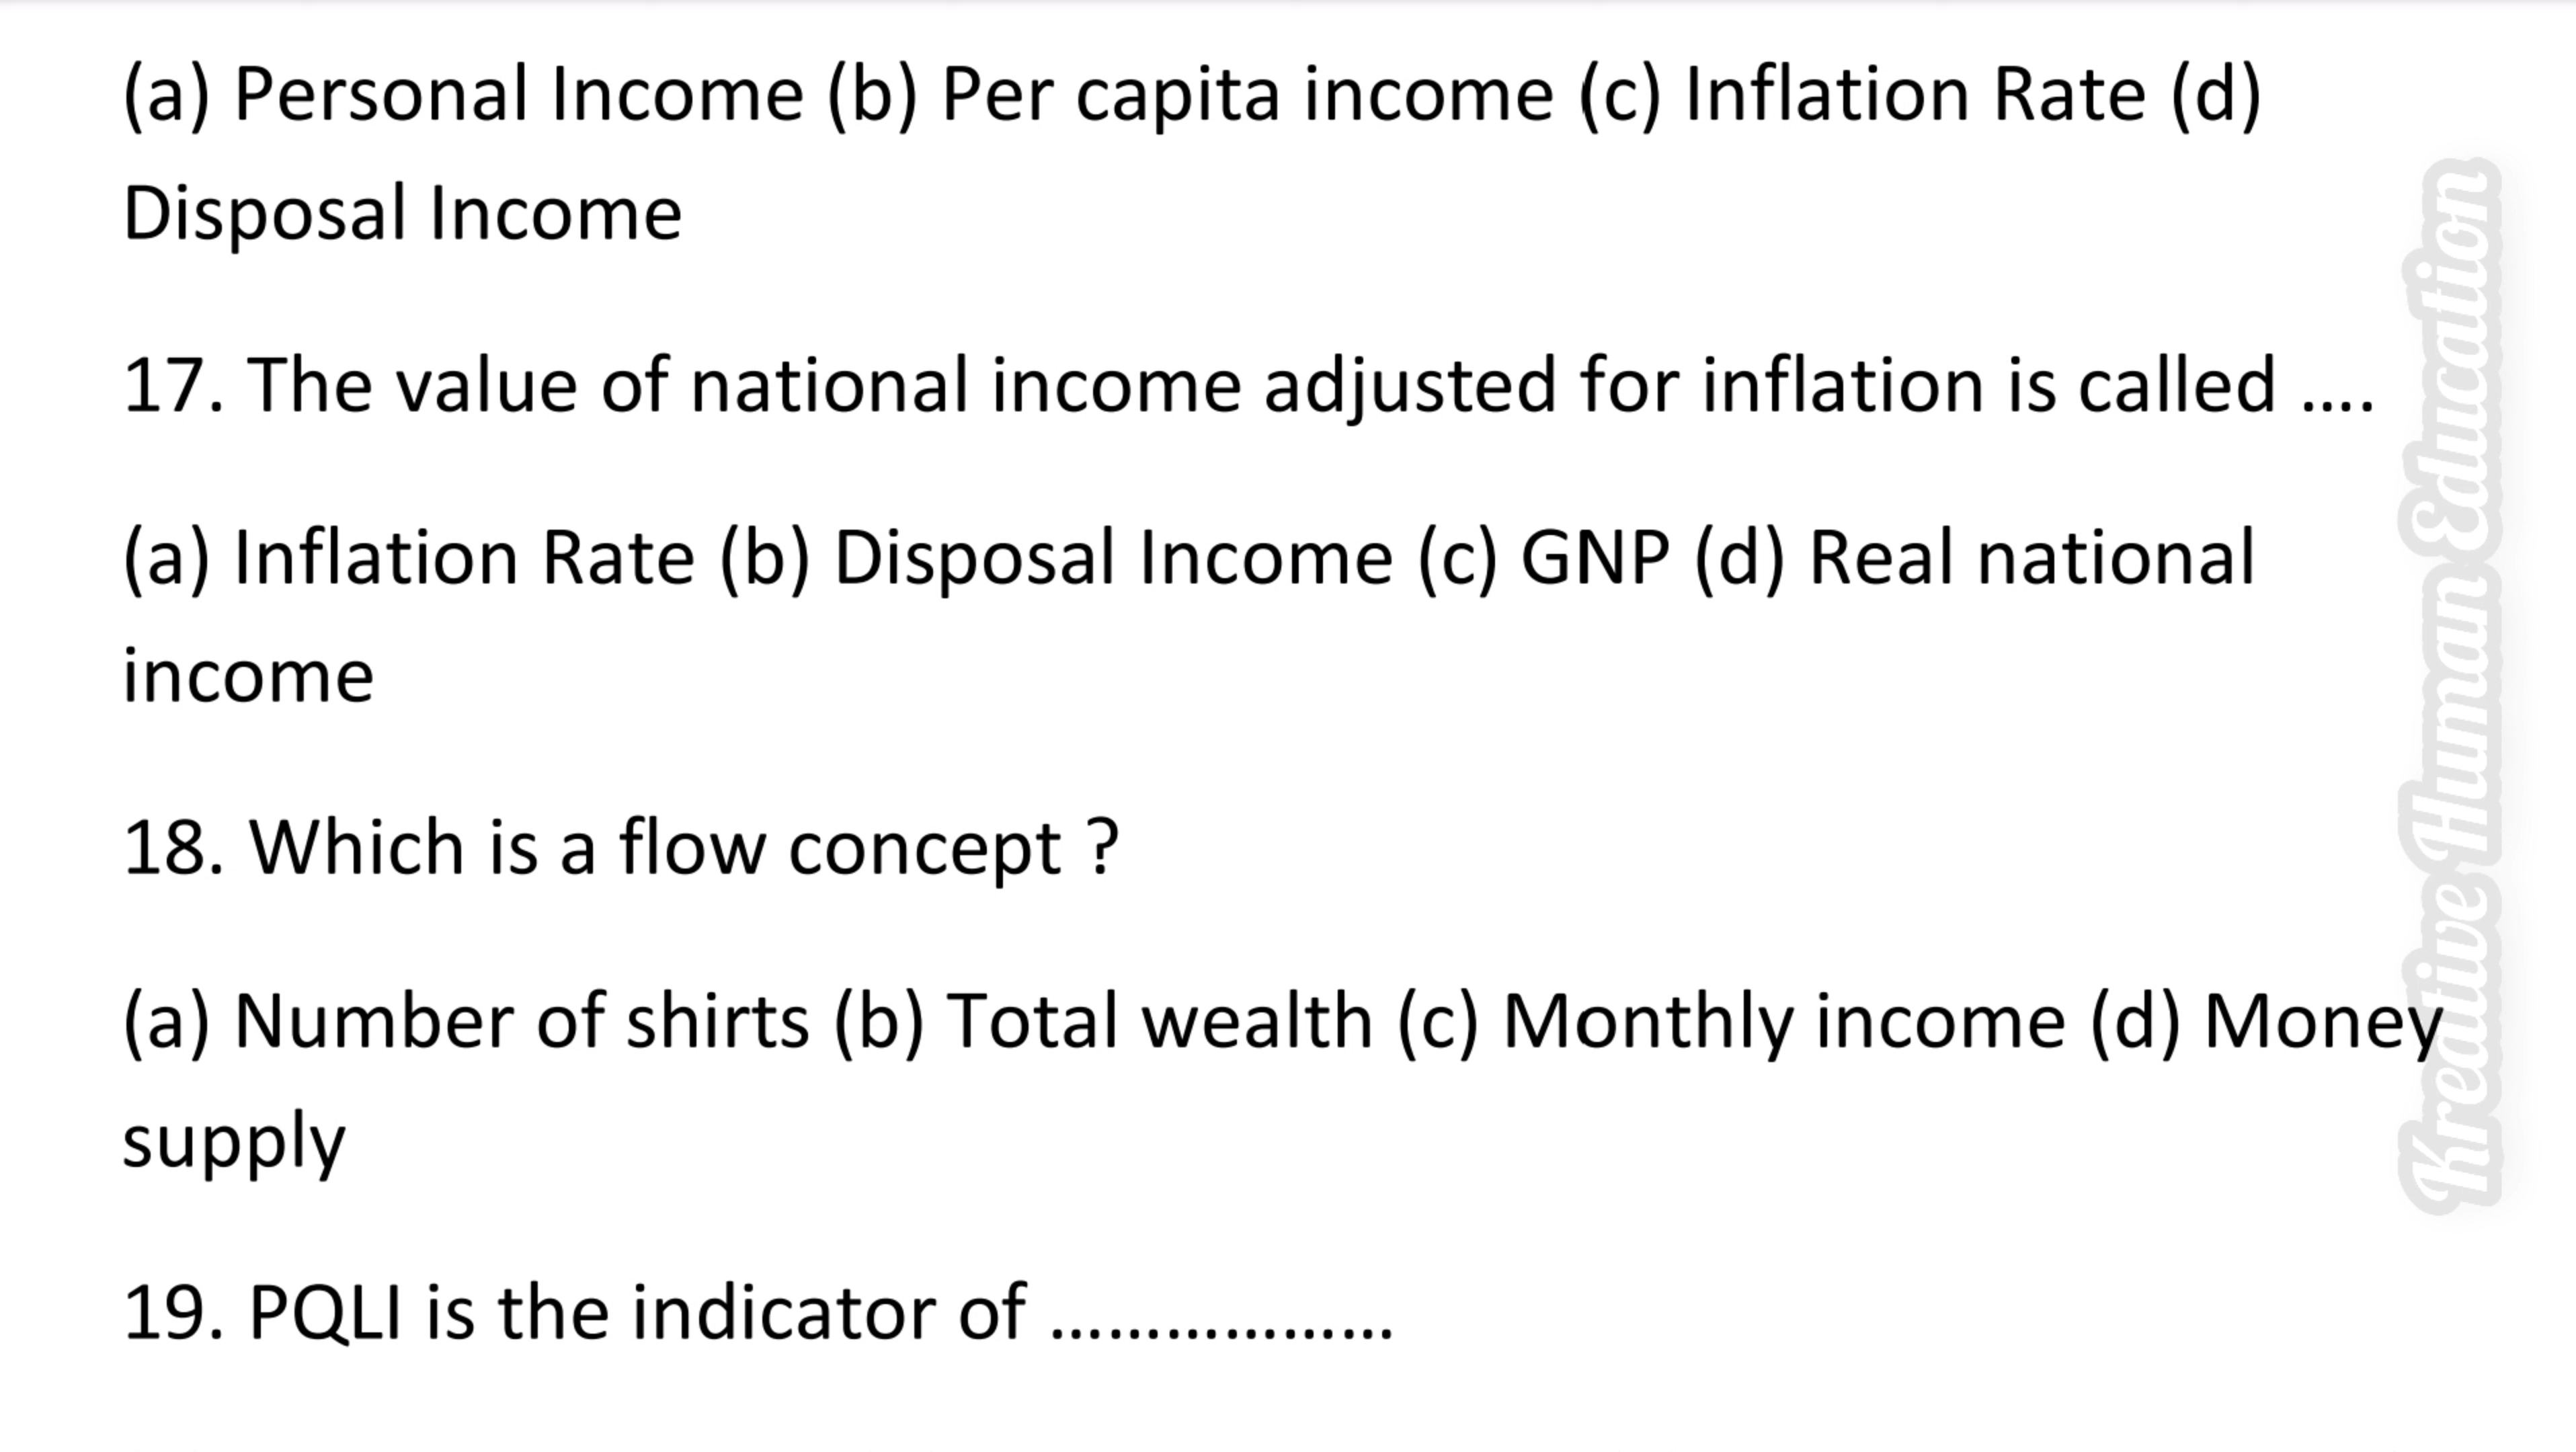 (a) Personal Income (b) Per capita income (c) Inflation Rate (d)
Disposal Income
17. The value of national income adjusted for inflation is called ....
(a) Inflation Rate (b) Disposal Income (c) GNP (d) Real national
income
18. Which is a flow concept ?
(a) Number of shirts (b) Total wealth (c) Monthly income (d) Money
supply
19. PQLI is the indicator of ..................
Kreative Human Education